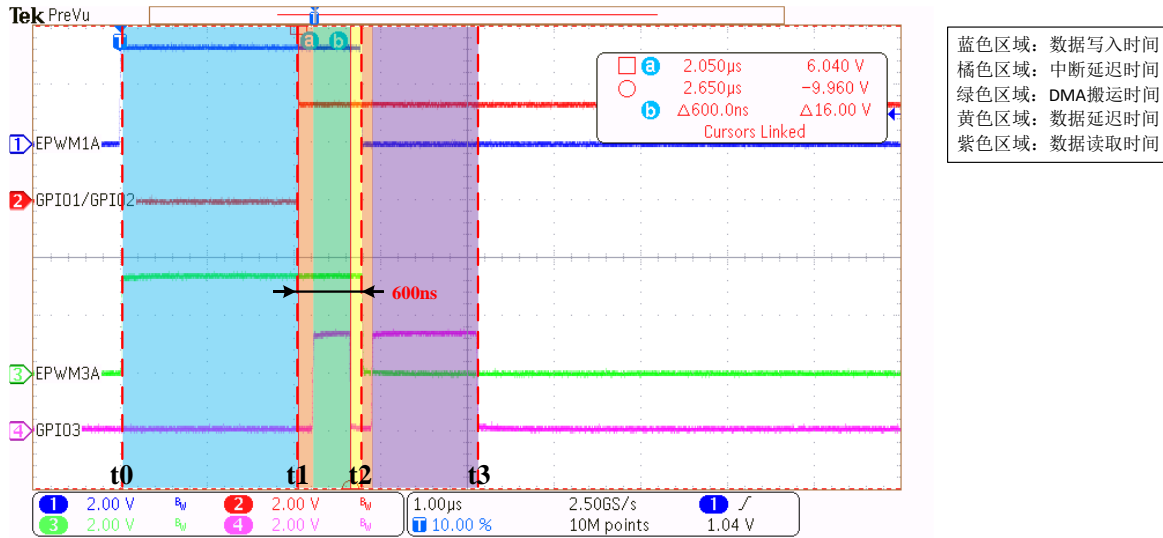 Tek PreVu
T
T
a b
a 2.050µs 6.040 V
2.650µs -9.960 V
b Δ600.0ns Δ16.00 V
Cursors Linked
1 EPWM1A
2 GPIO1/GPIO2
600ns
3 EPWM3A
4 GPIO3
t0 t1 t2 t3
1 2.00 V BW 2 2.00 V BW
3 2.00 V BW 4 2.00 V BW
1.00µs 2.50GS/s 1
T 10.00 % 10M points 1.04 V
蓝色区域：数据写入时间
橘色区域：中断延迟时间
绿色区域：DMA搬运时间
黄色区域：数据延迟时间
紫色区域：数据读取时间